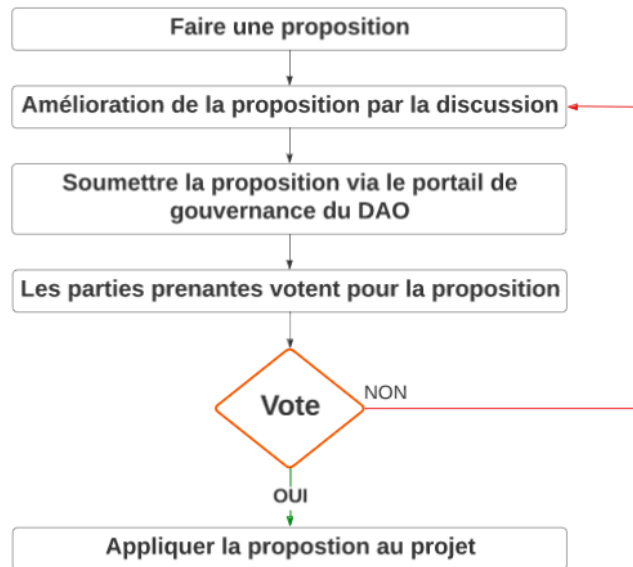 Faire une proposition
Amélioration de la proposition par la discussion
Soumettre la proposition via le portail de
gouvernance du DAO
Les parties prenantes votent pour la proposition
Vote
NON
OUI
Appliquer la propostion au projet